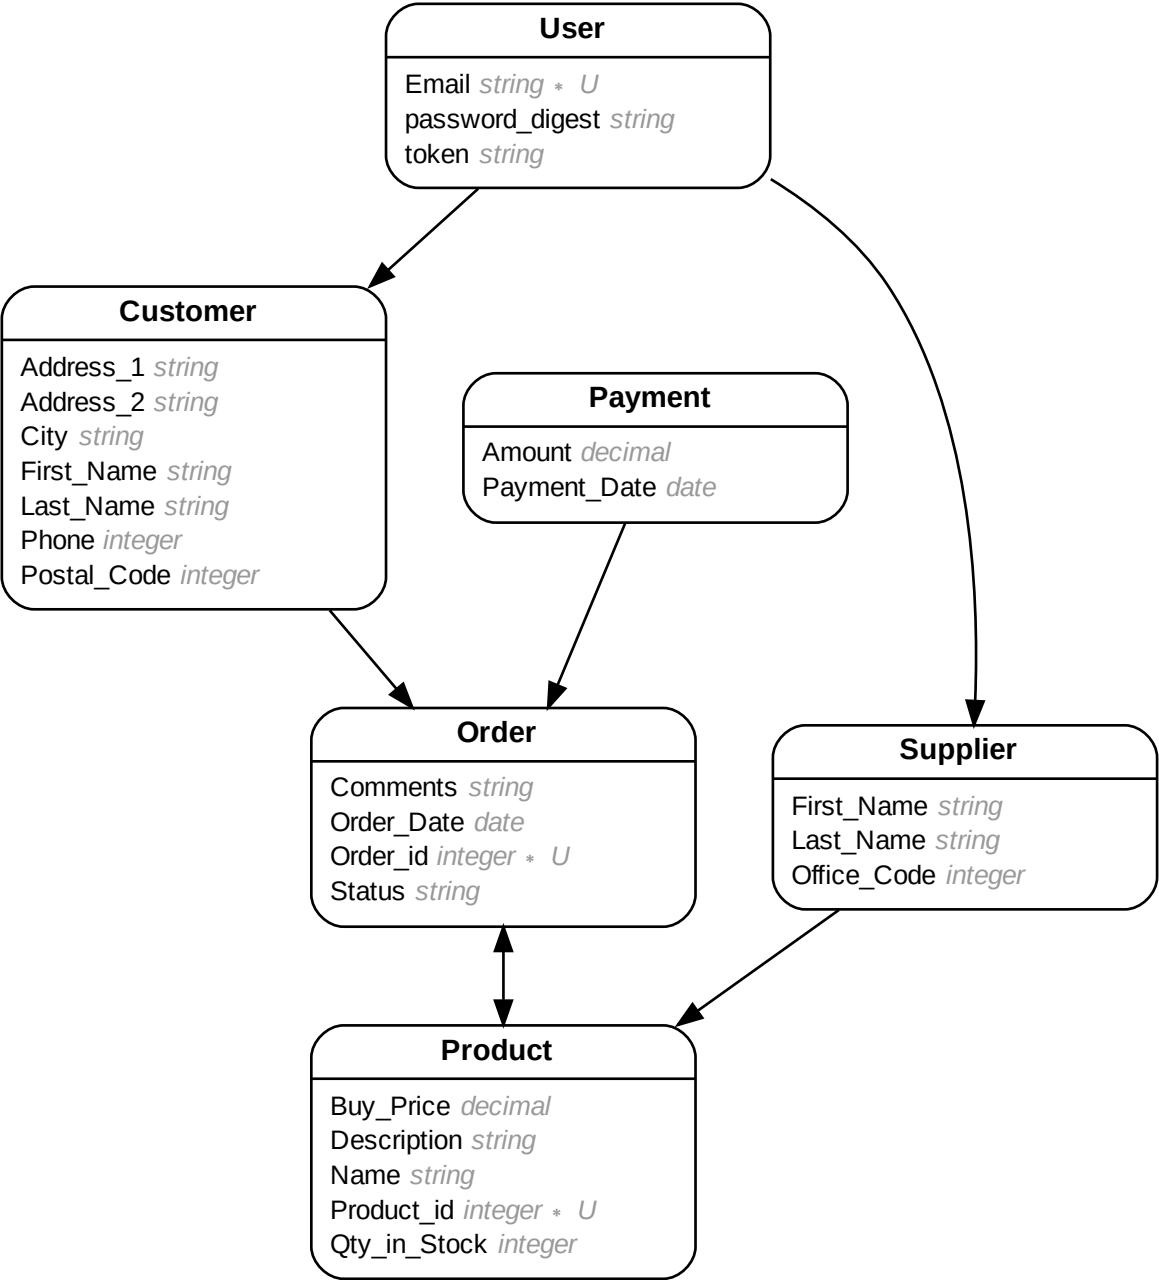 User
Email string * U
password_digest string
token string
Customer
Address_1 string
Address_2 string
City string
First_Name string
Last_Name string
Phone integer
Postal_Code integer
Payment
Amount decimal
Payment_Date date
Order
Comments string
Order_Date date
Order_id integer * U
Status string
Supplier
First_Name string
Last_Name string
Office_Code integer
Product
Buy_Price decimal
Description string
Name string
Product_id integer * U
Qty_in_Stock integer